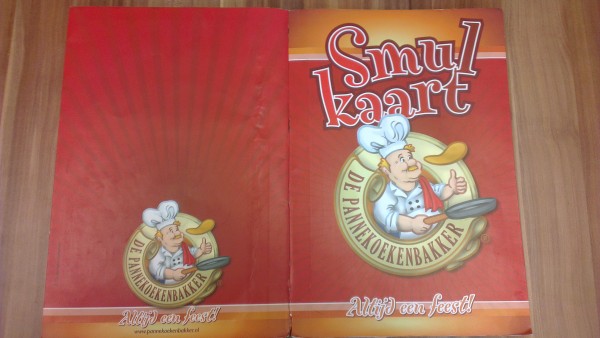 DE PANNEKOEKENBAKKER
Altijd een feest!
www.pannekoekenbakker.nl
Smul
kaart
DE PANNEKOEKENBAKKER
Altijd een feest!